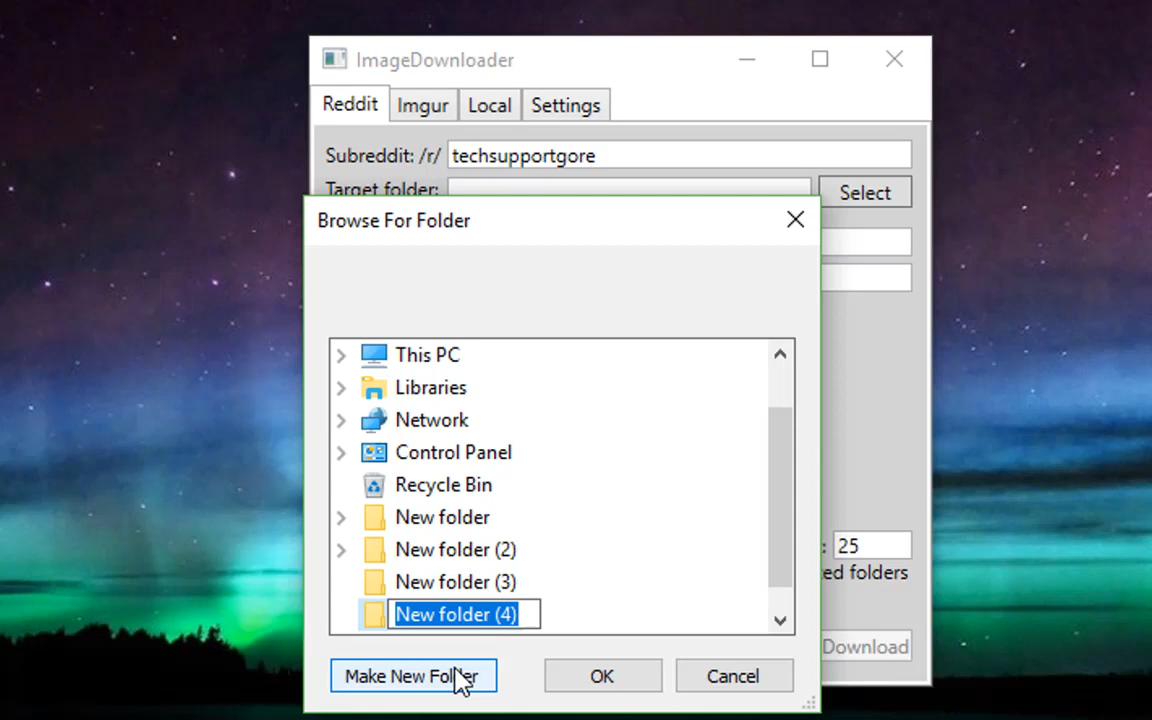 ImageDownloader
Reddit Imgur Local Settings
Subreddit: /r/ techsupportgore
Target folder: Select
Browse For Folder
This PC
Libraries
Network
Control Panel
Recycle Bin
New folder
New folder (2)
: 25
New folder (3)
ed folders
New folder (4)
Download
Make New Folder OK Cancel